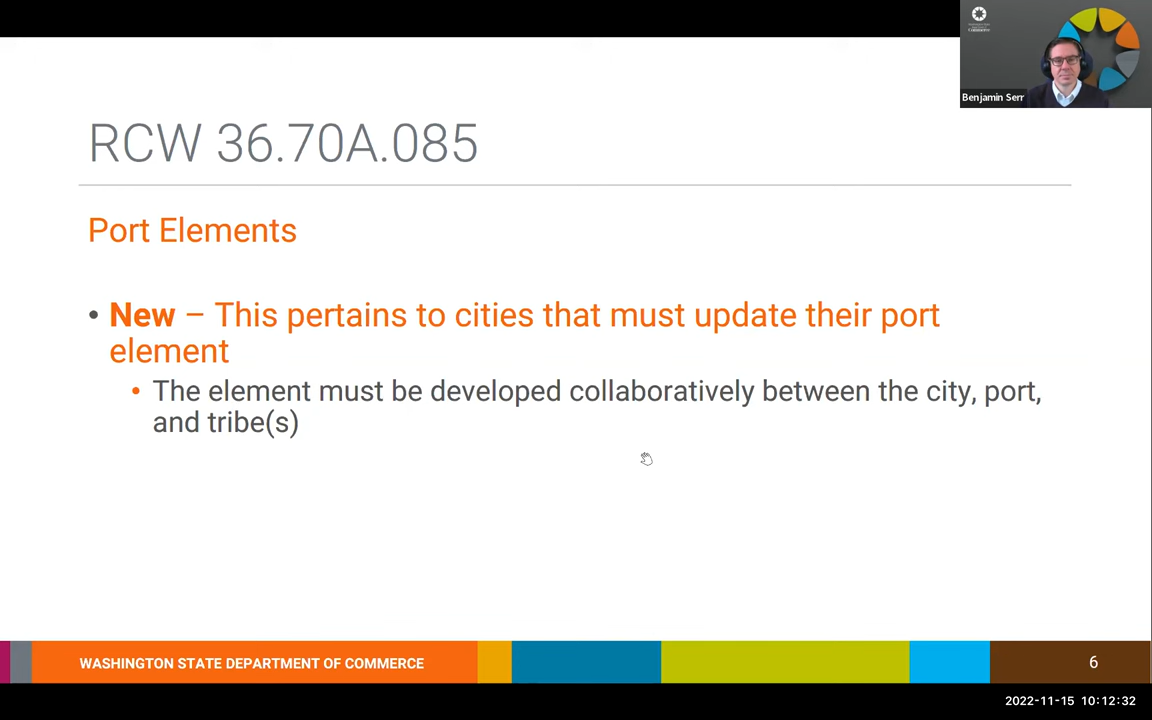 Commerce
Benjamin Serr
RCW 36.70A.085
Port Elements
• New – This pertains to cities that must update their port
element
• The element must be developed collaboratively between the city, port,
and tribe(s)
WASHINGTON STATE DEPARTMENT OF COMMERCE
6
2022-11-15 10:12:32